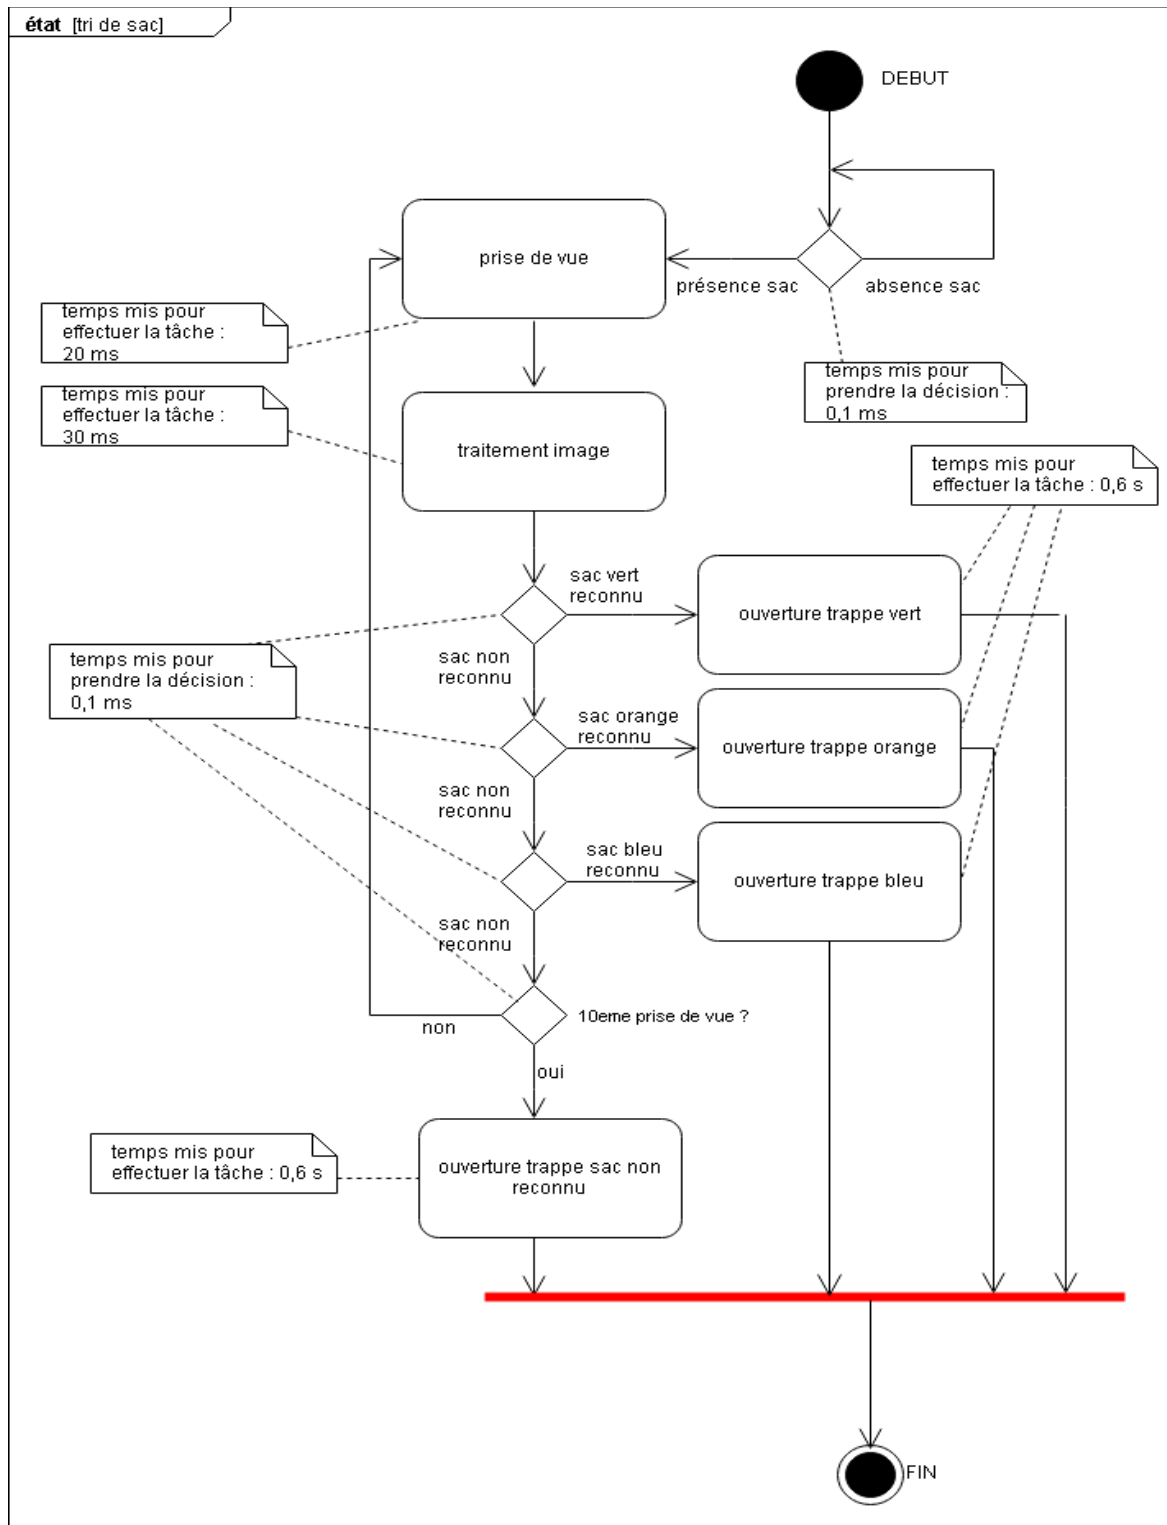 état [tri de sac]
DEBUT
prise de vue
présence sac
absence sac
temps mis pour
effectuer la tâche :
20 ms
temps mis pour
prendre la décision :
0,1 ms
temps mis pour
effectuer la tâche :
30 ms
traitement image
temps mis pour
effectuer la tâche : 0,6 s
sac vert
reconnu
ouverture trappe vert
temps mis pour
prendre la décision :
0,1 ms
sac non
reconnu
sac orange
reconnu
ouverture trappe orange
sac non
reconnu
sac bleu
reconnu
ouverture trappe bleu
sac non
reconnu
10eme prise de vue ?
non
oui
temps mis pour
effectuer la tâche : 0,6 s
ouverture trappe sac non
reconnu
FIN